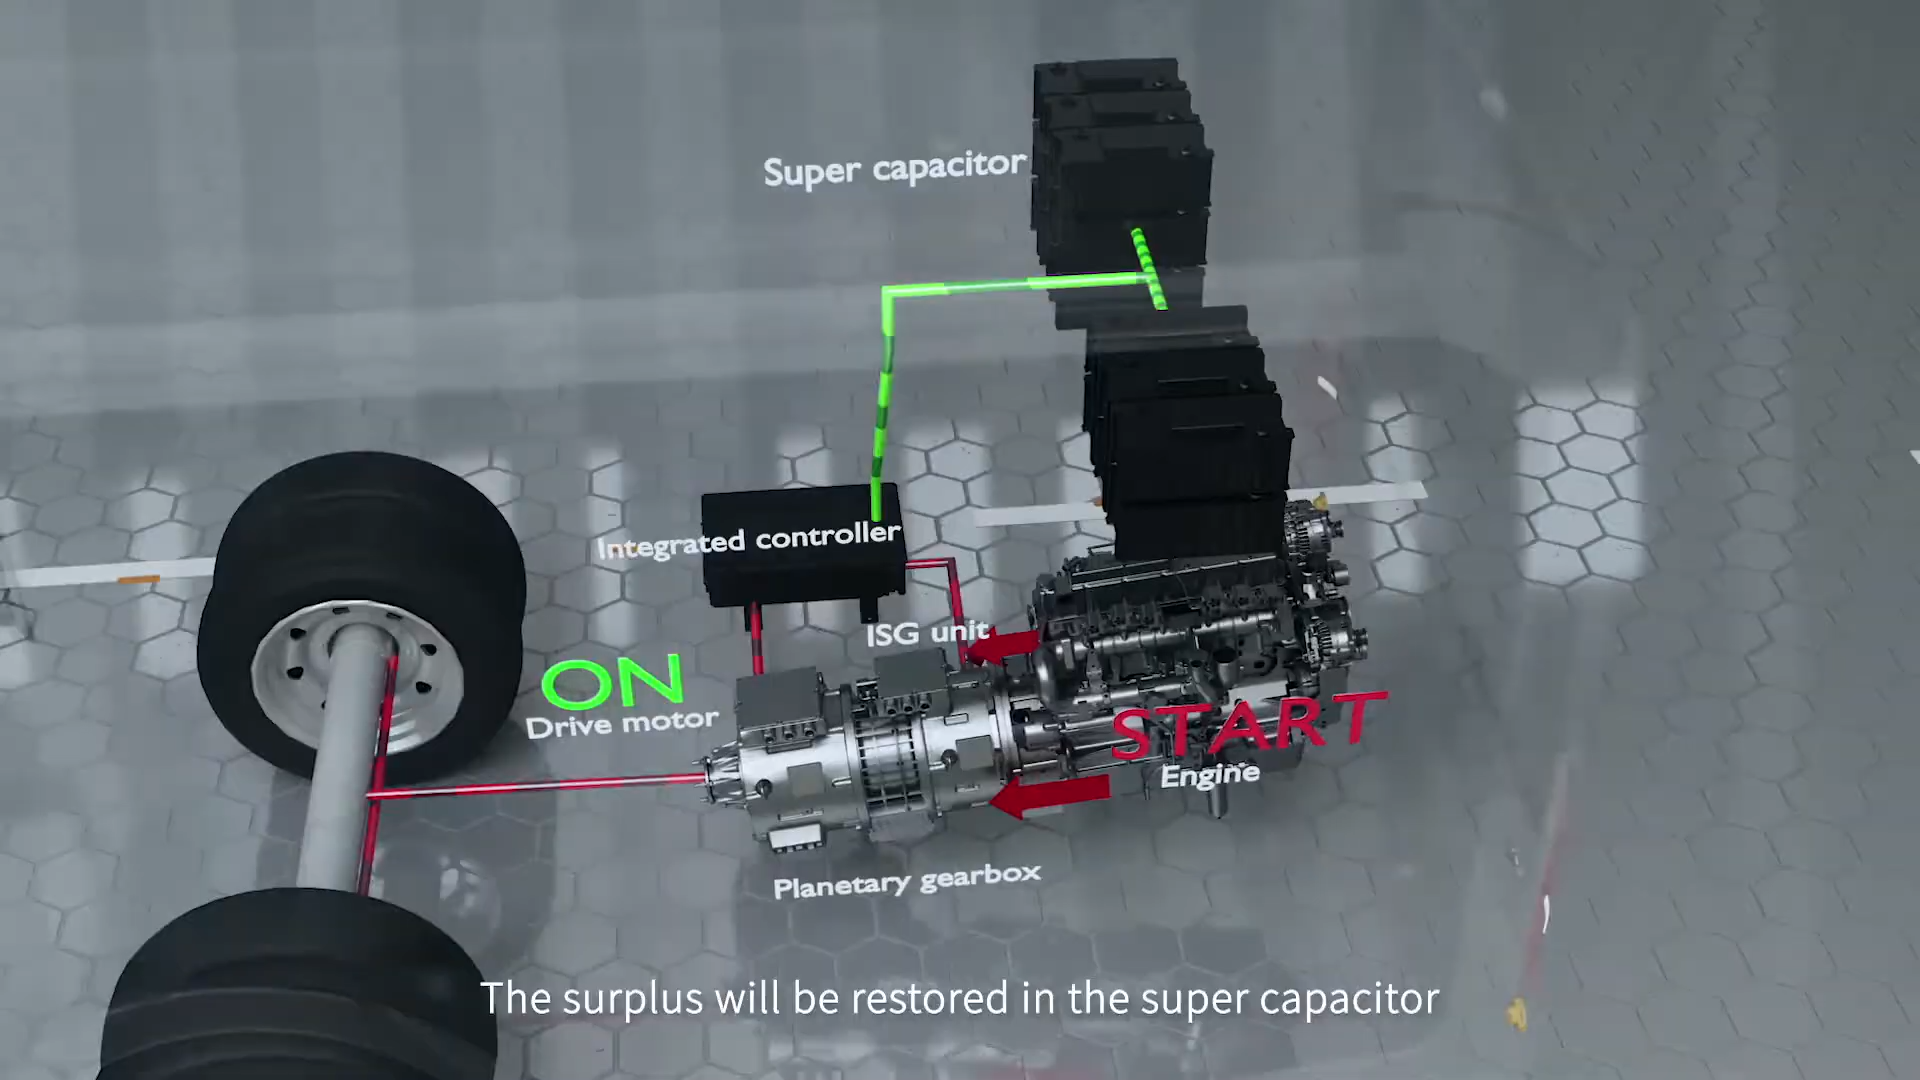 Super capacitor
Integrated controller
ISG unit
ON
Drive motor
START
Engine
Planetary gearbox
The surplus will be restored in the super capacitor